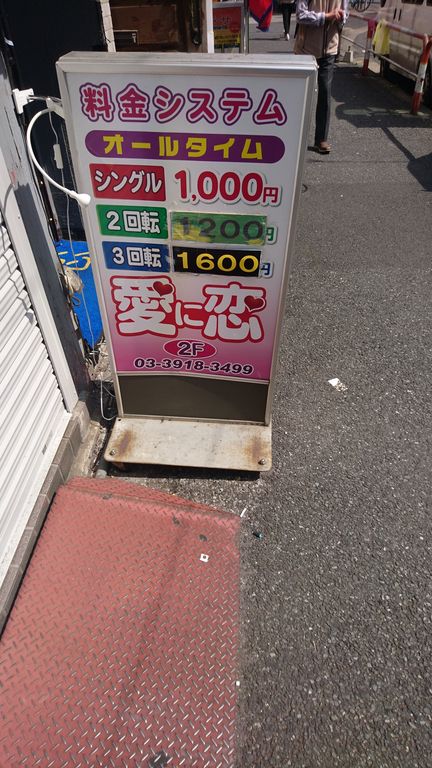 料金システム
オールタイム
シングル 1,000円
2回転 1200円
3回転 1600円
愛に恋
2F
03-3918-3499